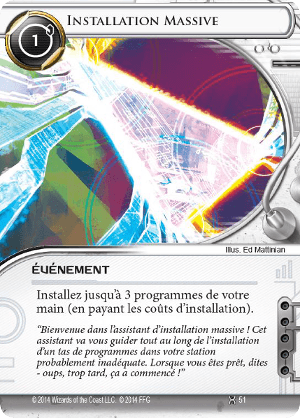 INSTALLATION MASSIVE
1
Illus. Ed Mattinian
ÉVÉNEMENT
Installez jusqu'à 3 programmes de votre
main (en payant les coûts d'installation).
"Bienvenue dans l'assistant d'installation massive ! Cet
assistant va vous guider tout au long de l'installation
d'un tas de programmes dans votre station
probablement inadéquate. Lorsque vous êtes prêt, dites
- oups, trop tard, ça a commencé !"
© 2014 Wizards of the Coast LLC. © 2014 FFG
51